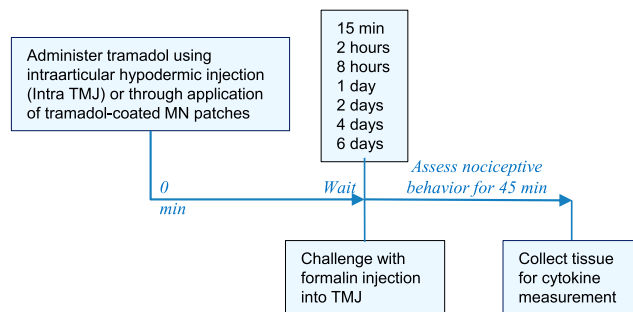 Administer tramadol using
intraarticular hypodermic injection
(Intra TMJ) or through application
of tramadol-coated MN patches
15 min
2 hours
8 hours
1 day
2 days
4 days
6 days
0
min
Wait
Assess nociceptive
behavior for 45 min
Challenge with
formalin injection
into TMJ
Collect tissue
for cytokine
measurement